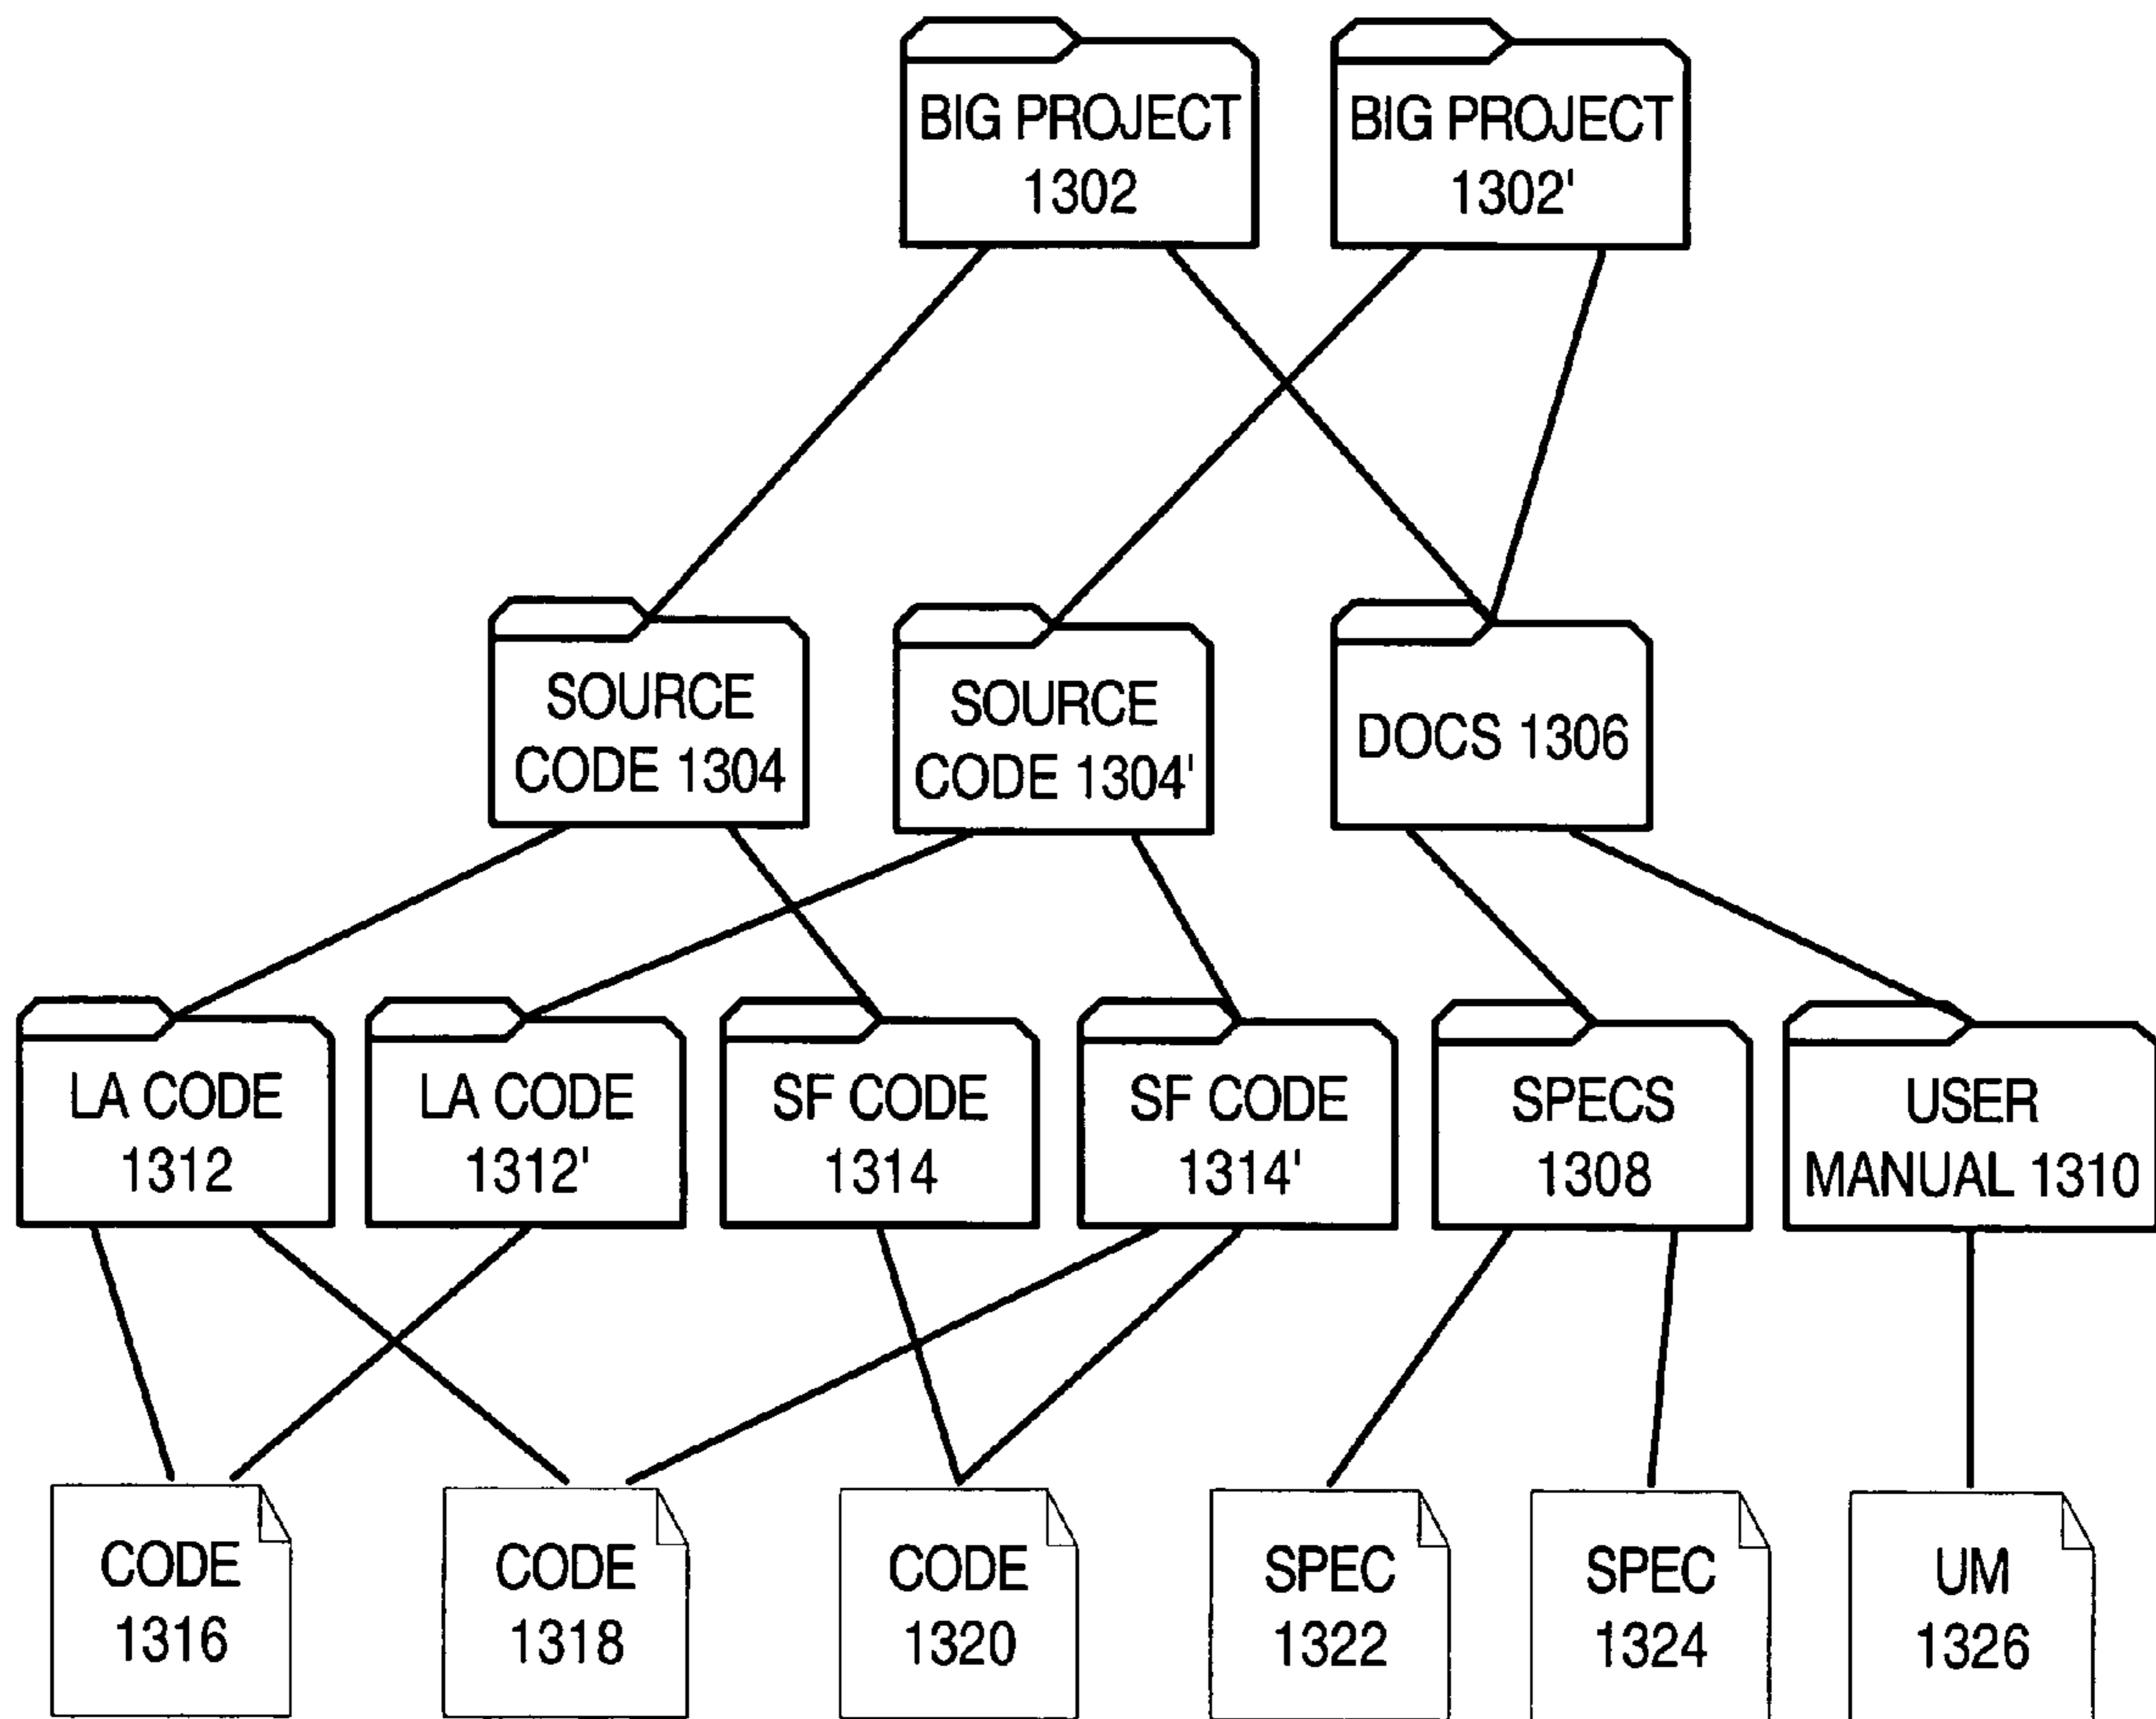 BIG PROJECT
1302
BIG PROJECT
1302'
SOURCE
CODE 1304
SOURCE
CODE 1304'
DOCS 1306
LA CODE
1312
LA CODE
1312'
SF CODE
1314
SF CODE
1314'
SPECS
1308
USER
MANUAL 1310
CODE
1316
CODE
1318
CODE
1320
SPEC
1322
SPEC
1324
UM
1326